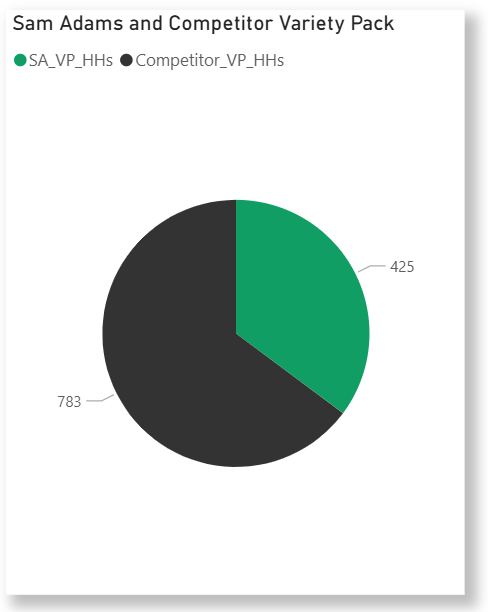 Sam Adams and Competitor Variety Pack
SA_VP_HHs Competitor_VP_HHs
425
783